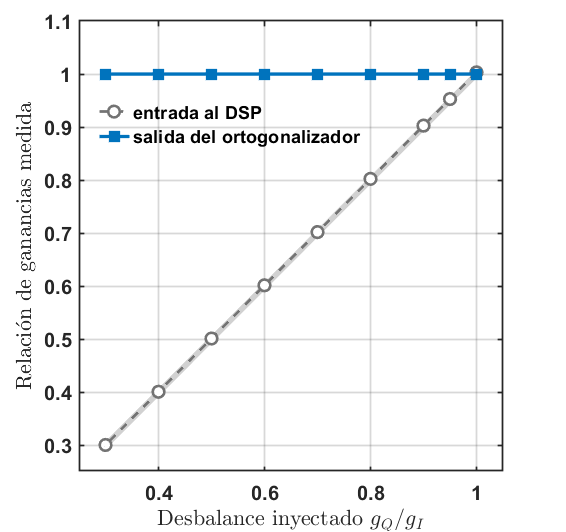 1.1
1
0.9
0.8
0.7
0.6
0.5
0.4
0.3
Relación de ganancias medida
entrada al DSP
salida del ortogonalizador
0.4 0.6 0.8 1
Desbalance inyectado g_Q/g_I